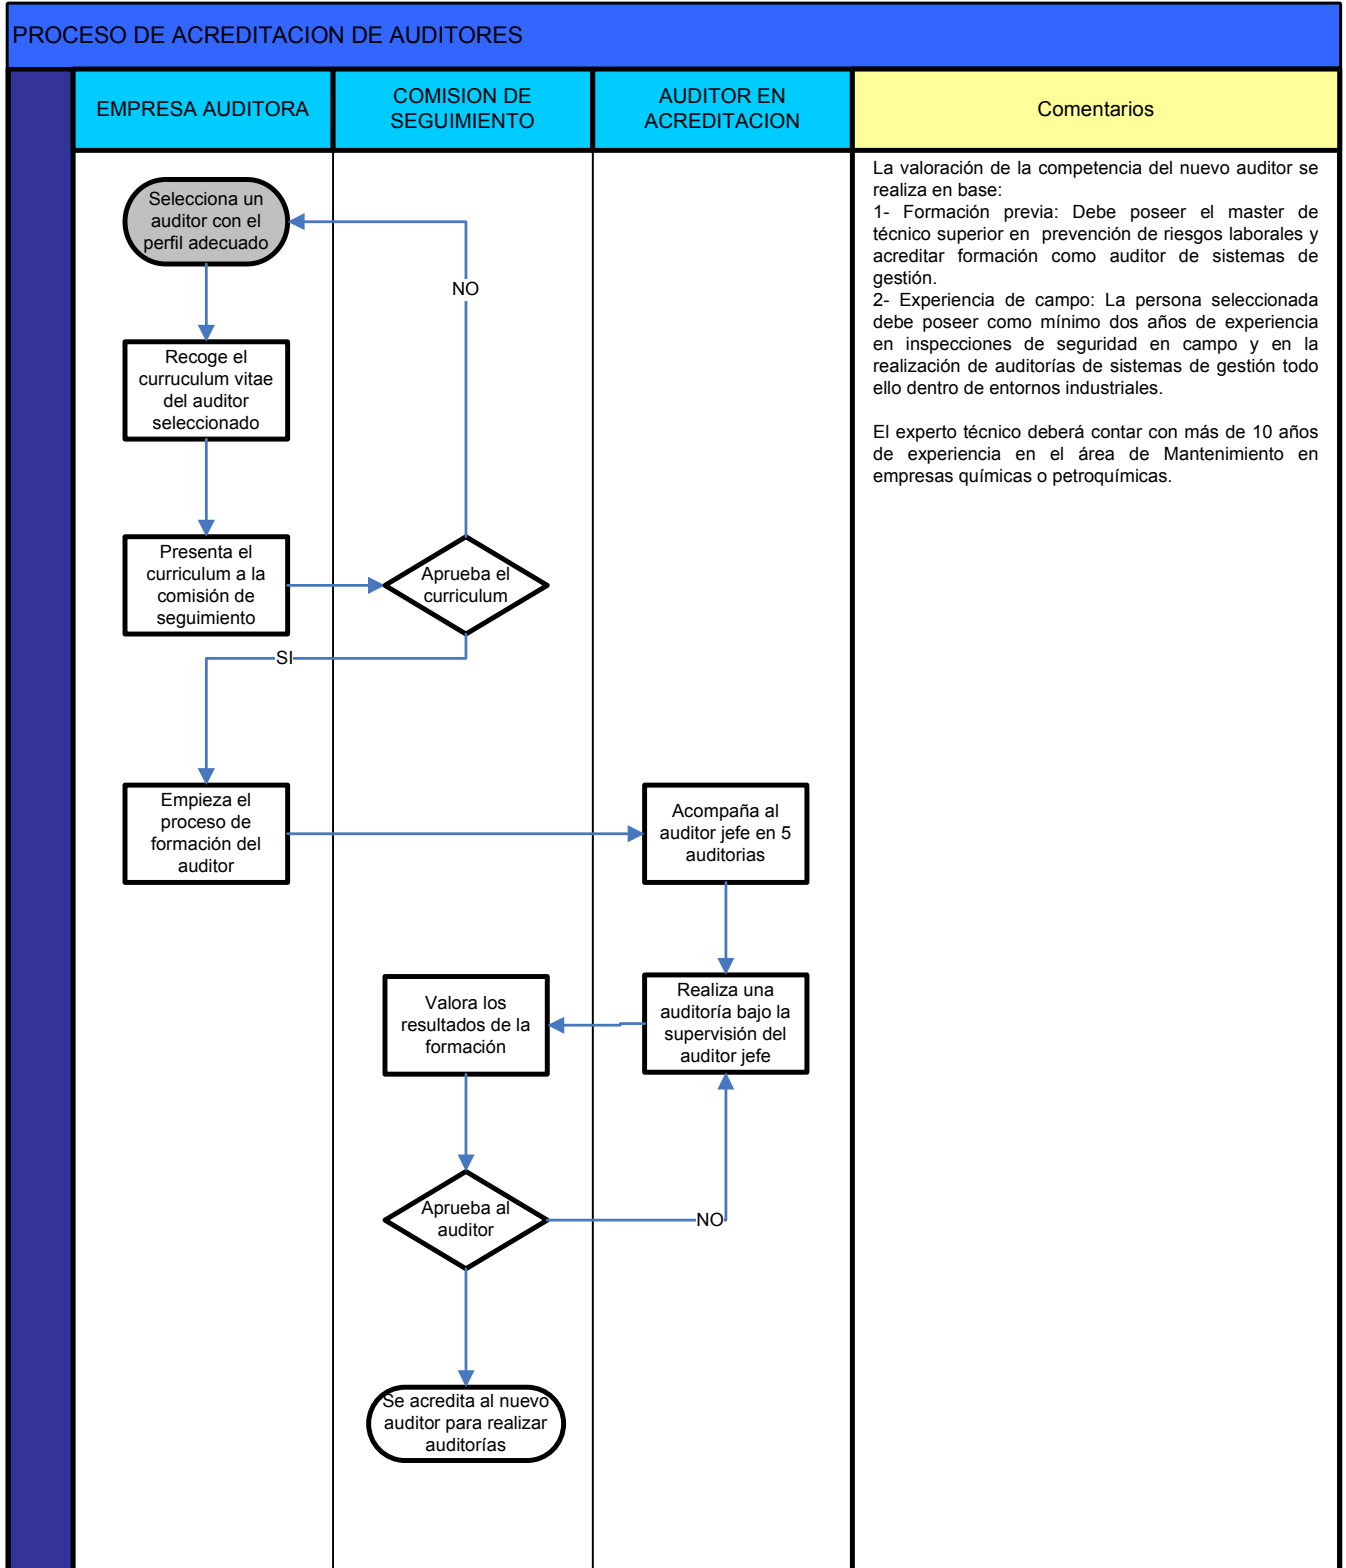 PROCESO DE ACREDITACION DE AUDITORES
EMPRESA AUDITORA
COMISION DE
SEGUIMIENTO
AUDITOR EN
ACREDITACION
Comentarios
Selecciona un
auditor con el
perfil adecuado
NO
Recoge el
curruculum vitae
del auditor
seleccionado
Presenta el
curriculum a la
comisión de
seguimiento
Aprueba el
curriculum
SI
Empieza el
proceso de
formación del
auditor
Acompaña al
auditor jefe en 5
auditorias
Realiza una
auditoría bajo la
supervisión del
auditor jefe
Valora los
resultados de la
formación
Aprueba al
auditor
NO
Se acredita al nuevo
auditor para realizar
auditorías
La valoración de la competencia del nuevo auditor se
realiza en base:
1- Formación previa: Debe poseer el master de
técnico superior en prevención de riesgos laborales y
acreditar formación como auditor de sistemas de
gestión.
2- Experiencia de campo: La persona seleccionada
debe poseer como mínimo dos años de experiencia
en inspecciones de seguridad en campo y en la
realización de auditorías de sistemas de gestión todo
ello dentro de entornos industriales.
El experto técnico deberá contar con más de 10 años
de experiencia en el área de Mantenimiento en
empresas químicas o petroquímicas.